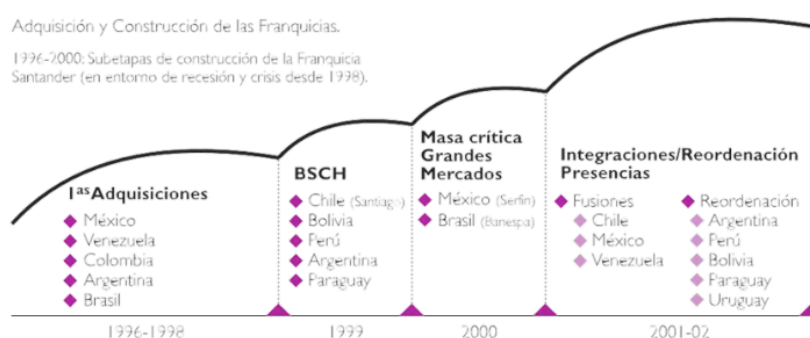 Adquisición y Construcción de las Franquicias.
1996-2000: Subetapas de construcción de la Franquicia
Santander (en entorno de recesión y crisis desde 1998).
1as Adquisiciones
México
Venezuela
Colombia
Argentina
Brasil
BSCH
Chile (Santiago)
Bolivia
Perú
Argentina
Paraguay
Masa crítica
Grandes
Mercados
México (Serfin)
Brasil (Banespa)
Integraciones/Reordenación
Presencias
Fusiones
Chile
México
Venezuela
Reordenación
Argentina
Perú
Bolivia
Paraguay
Uruguay
1996-1998
1999
2000
2001-02